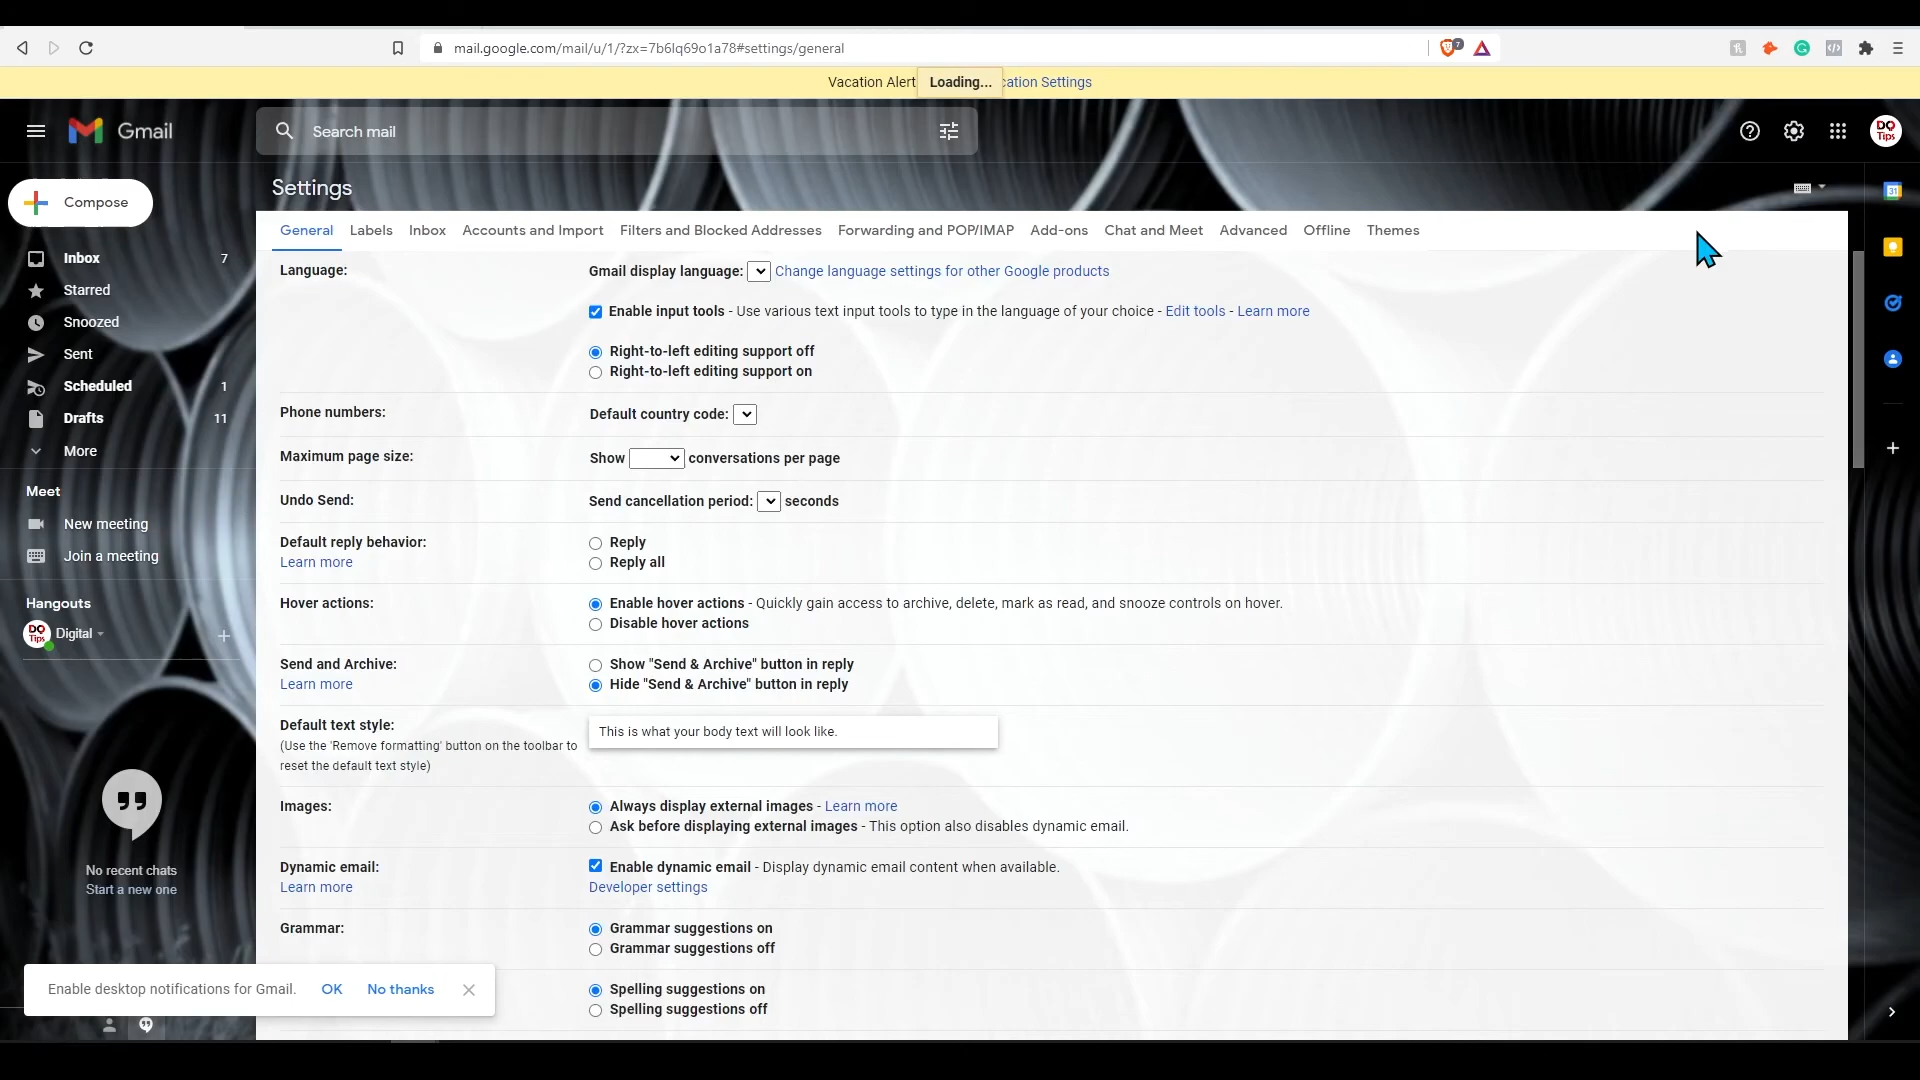 mail.google.com/mail/u/1/?zx=7b6lq69o1a78#settings/general
7
Vacation Alert Loading... cation Settings
Gmail
Search mail
DQ Tips
Compose
Settings
General Labels Inbox Accounts and Import Filters and Blocked Addresses Forwarding and POP/IMAP Add-ons Chat and Meet Advanced Offline Themes
31
Inbox 7
Starred
Snoozed
Sent
Scheduled 1
Drafts 11
More
Meet
New meeting
Join a meeting
Hangouts
DQ Tips Digital
No recent chats
Start a new one
Language: Gmail display language: Change language settings for other Google products
Enable input tools - Use various text input tools to type in the language of your choice - Edit tools - Learn more
Right-to-left editing support off
Right-to-left editing support on
Phone numbers: Default country code:
Maximum page size: Show conversations per page
Undo Send: Send cancellation period: seconds
Default reply behavior: Reply
Learn more Reply all
Hover actions: Enable hover actions - Quickly gain access to archive, delete, mark as read, and snooze controls on hover.
Disable hover actions
Send and Archive: Show "Send & Archive" button in reply
Learn more Hide "Send & Archive" button in reply
Default text style: This is what your body text will look like.
(Use the 'Remove formatting' button on the toolbar to
reset the default text style)
Images: Always display external images - Learn more
Ask before displaying external images - This option also disables dynamic email.
Dynamic email: Enable dynamic email - Display dynamic email content when available.
Learn more Developer settings
Grammar: Grammar suggestions on
Grammar suggestions off
Spelling suggestions on
Spelling suggestions off
Enable desktop notifications for Gmail. OK No thanks